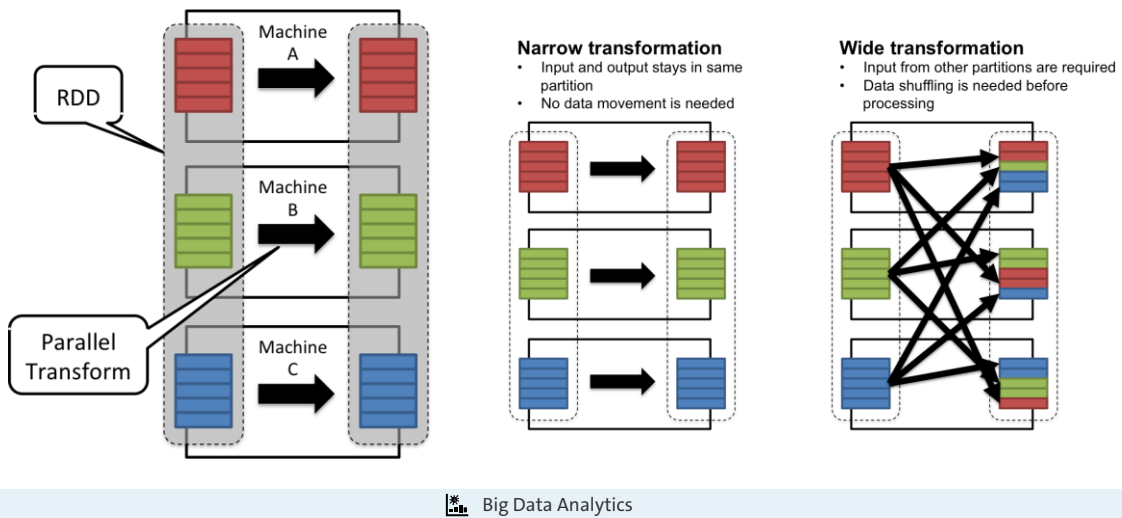 RDD
Machine
A
Machine
B
Machine
C
Parallel
Transform
Narrow transformation
• Input and output stays in same
partition
• No data movement is needed
Wide transformation
• Input from other partitions are required
• Data shuffling is needed before
processing
Big Data Analytics